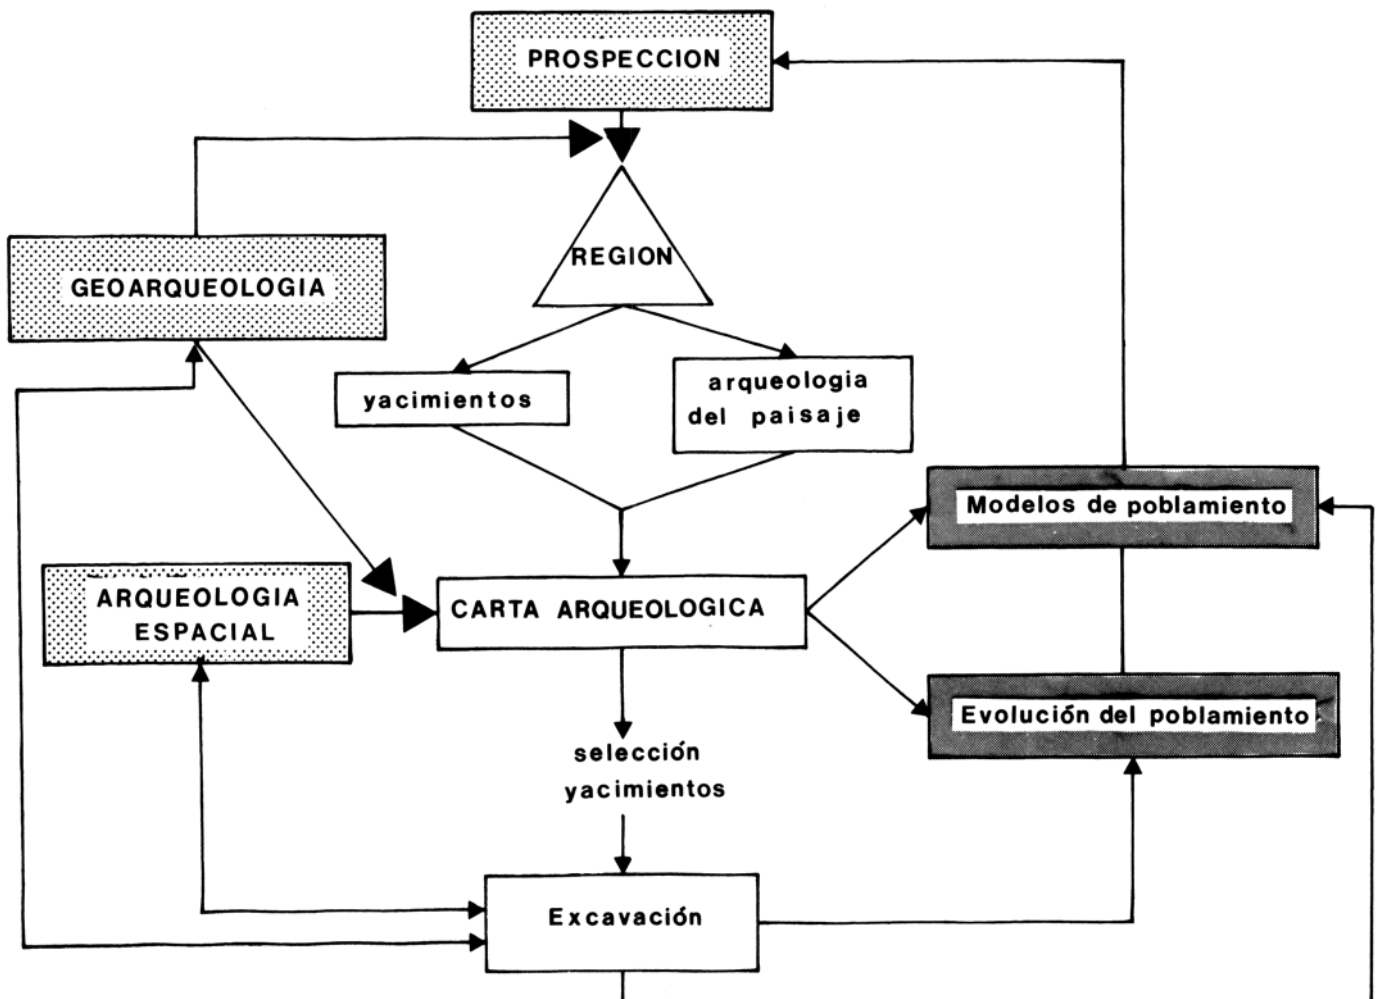 PROSPECCION
REGION
GEOARQUEOLOGIA
yacimientos
arqueologia
del paisaje
Modelos de poblamiento
ARQUEOLOGIA
ESPACIAL
CARTA ARQUEOLOGICA
Evolución del poblamiento
selección
yacimientos
Excavación